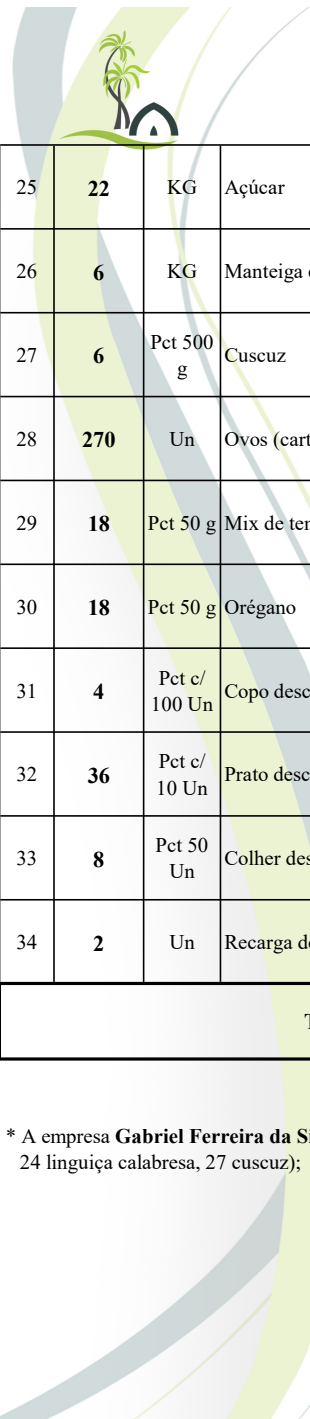 25 22 KG Açúcar
26 6 KG Manteiga
27 6 Pct 500 g Cuscuz
28 270 Un Ovos (cart
29 18 Pct 50 g Mix de ter
30 18 Pct 50 g Orégano
31 4 Pct c/ 100 Un Copo desc
32 36 Pct c/ 10 Un Prato desc
33 8 Pct 50 Un Colher des
34 2 Un Recarga de
T
* A empresa Gabriel Ferreira da Si
24 linguiça calabresa, 27 cuscuz);